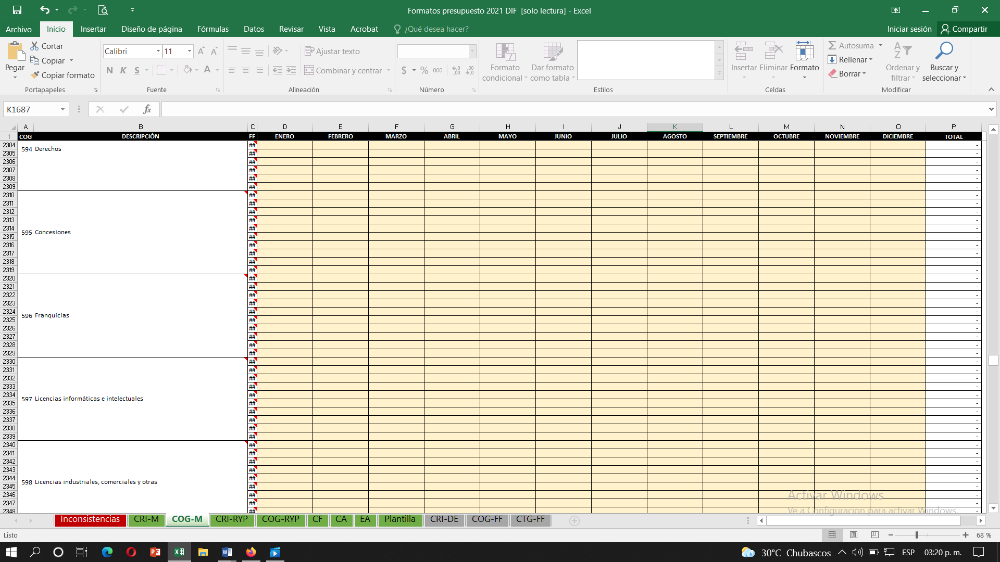 Formatos presupuesto 2021 DIF [solo lectura] - Excel
Archivo Inicio Insertar Diseño de página Fórmulas Datos Revisar Vista Acrobat ¿Qué desea hacer? Iniciar sesión Compartir
Pegar Cortar Copiar Copiar formato
Calibri 11
N K S A
Ajustar texto
Combinar y centrar
$ % 000
Formato condicional
Dar formato como tabla
Insertar Eliminar Formato
Autosuma
Rellenar
Borrar
Ordenar y filtrar
Buscar y seleccionar
Portapapeles Fuente Alineación Número Estilos Celdas Modificar
K1687 fx
A B C D E F G H I J K L M N O P
1 COG DESCRIPCIÓN FF ENERO FEBRERO MARZO ABRIL MAYO JUNIO JULIO AGOSTO SEPTIEMBRE OCTUBRE NOVIEMBRE DICIEMBRE TOTAL
2304 ## -
594 Derechos
2305 ## -
2306 ## -
2307 ## -
2308 ## -
2309 ## -
2310 ## -
2311 ## -
2312 ## -
2313 ## -
2314 ## -
595 Concesiones
2315 ## -
2316 ## -
2317 ## -
2318 ## -
2319 ## -
2320 ## -
2321 ## -
2322 ## -
2323 ## -
2324 ## -
596 Franquicias
2325 ## -
2326 ## -
2327 ## -
2328 ## -
2329 ## -
2330 ## -
2331 ## -
2332 ## -
2333 ## -
2334 ## -
597 Licencias informáticas e intelectuales
2335 ## -
2336 ## -
2337 ## -
2338 ## -
2339 ## -
2340 ## -
2341 ## -
2342 ## -
2343 ## -
2344 ## -
598 Licencias industriales, comerciales y otras
2345 ## -
2346 ## -
2347 ## -
2348 ## -
Activar Windows
Ve a Configuración para activar Windows.
Inconsistencias CRI-M COG-M CRI-RYP COG-RYP CF CA EA Plantilla CRI-DE COG-FF CTG-FF
Listo 68 %
30°C Chubascos ESP 03:20 p. m.